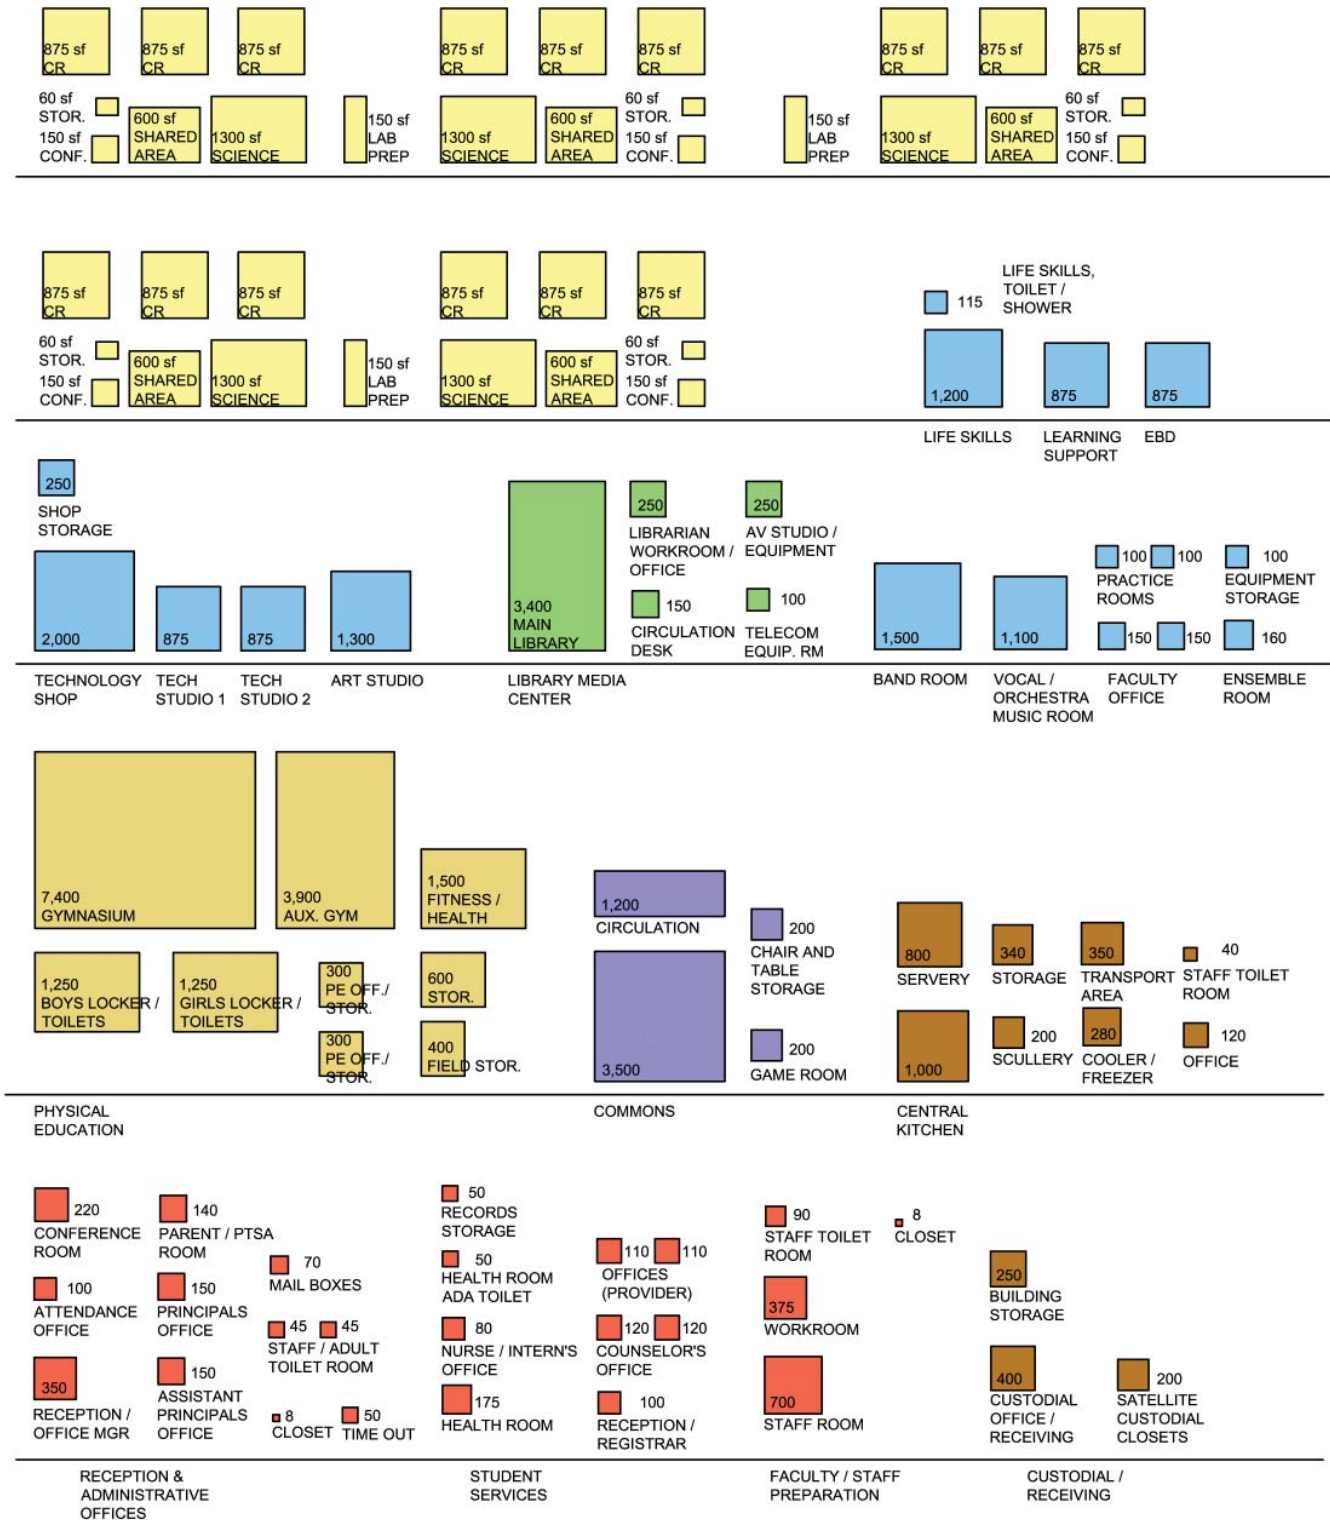 875 sf
CR
875 sf
CR
875 sf
CR
875 sf
CR
875 sf
CR
875 sf
CR
875 sf
CR
875 sf
CR
875 sf
CR
60 sf
STOR.
150 sf
CONF.
600 sf
SHARED
AREA
1300 sf
SCIENCE
150 sf
LAB
PREP
1300 sf
SCIENCE
600 sf
SHARED
AREA
60 sf
STOR.
150 sf
CONF.
150 sf
LAB
PREP
1300 sf
SCIENCE
600 sf
SHARED
AREA
60 sf
STOR.
150 sf
CONF.
875 sf
CR
875 sf
CR
875 sf
CR
875 sf
CR
875 sf
CR
875 sf
CR
60 sf
STOR.
150 sf
CONF.
600 sf
SHARED
AREA
1300 sf
SCIENCE
150 sf
LAB
PREP
1300 sf
SCIENCE
600 sf
SHARED
AREA
60 sf
STOR.
150 sf
CONF.
115
LIFE SKILLS,
TOILET /
SHOWER
1,200
LIFE SKILLS
875
LEARNING
SUPPORT
875
EBD
250
SHOP
STORAGE
2,000
TECHNOLOGY
SHOP
875
TECH
STUDIO 1
875
TECH
STUDIO 2
1,300
ART STUDIO
3,400
MAIN
LIBRARY
LIBRARY MEDIA
CENTER
250
LIBRARIAN
WORKROOM /
OFFICE
250
AV STUDIO /
EQUIPMENT
150
CIRCULATION
DESK
100
TELECOM
EQUIP. RM
1,500
BAND ROOM
1,100
VOCAL /
ORCHESTRA
MUSIC ROOM
100
100
PRACTICE
ROOMS
100
EQUIPMENT
STORAGE
150
150
FACULTY
OFFICE
160
ENSEMBLE
ROOM
7,400
GYMNASIUM
3,900
AUX. GYM
1,500
FITNESS /
HEALTH
1,250
BOYS LOCKER /
TOILETS
1,250
GIRLS LOCKER /
TOILETS
300
PE OFF./
STOR.
600
STOR.
300
PE OFF./
STOR.
400
FIELD STOR.
PHYSICAL
EDUCATION
1,200
CIRCULATION
200
CHAIR AND
TABLE
STORAGE
3,500
200
GAME ROOM
COMMONS
800
SERVERY
340
STORAGE
350
TRANSPORT
AREA
40
STAFF TOILET
ROOM
1,000
200
SCULLERY
280
COOLER /
FREEZER
120
OFFICE
CENTRAL
KITCHEN
220
CONFERENCE
ROOM
140
PARENT / PTSA
ROOM
70
MAIL BOXES
100
ATTENDANCE
OFFICE
150
PRINCIPALS
OFFICE
45
45
STAFF / ADULT
TOILET ROOM
350
RECEPTION /
OFFICE MGR
150
ASSISTANT
PRINCIPALS
OFFICE
8
CLOSET
50
TIME OUT
RECEPTION &
ADMINISTRATIVE
OFFICES
50
RECORDS
STORAGE
50
HEALTH ROOM
ADA TOILET
110
110
OFFICES
(PROVIDER)
80
NURSE / INTERN'S
OFFICE
120
120
COUNSELOR'S
OFFICE
175
HEALTH ROOM
100
RECEPTION /
REGISTRAR
STUDENT
SERVICES
90
STAFF TOILET
ROOM
8
CLOSET
375
WORKROOM
700
STAFF ROOM
FACULTY / STAFF
PREPARATION
250
BUILDING
STORAGE
400
CUSTODIAL
OFFICE /
RECEIVING
200
SATELLITE
CUSTODIAL
CLOSETS
CUSTODIAL /
RECEIVING